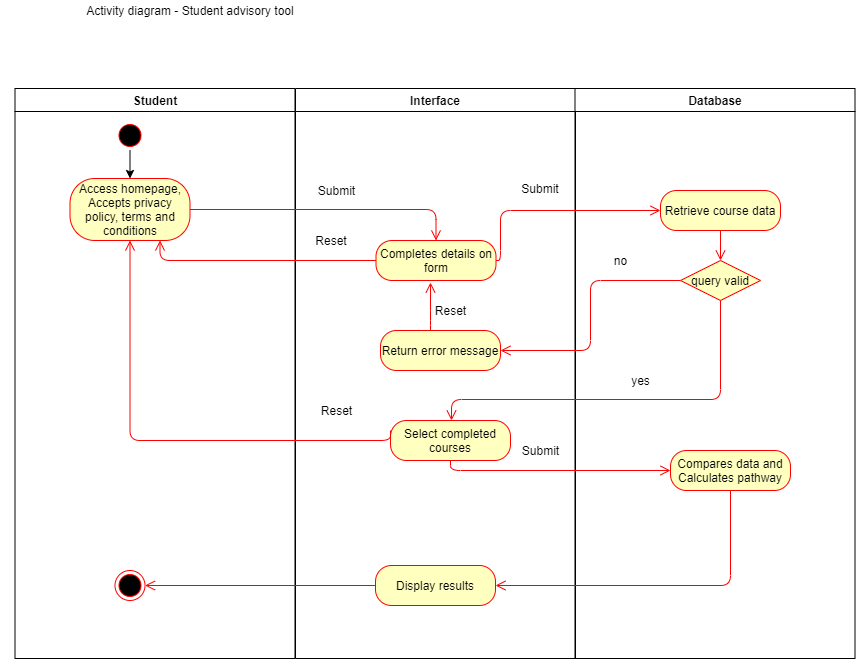 Activity diagram - Student advisory tool
Student
Interface
Database
Access homepage,
Accepts privacy
policy, terms and
conditions
Submit
Submit
Retrieve course data
Reset
Completes details on
form
no
query valid
Reset
Return error message
yes
Reset
Select completed
courses
Submit
Compares data and
Calculates pathway
Display results